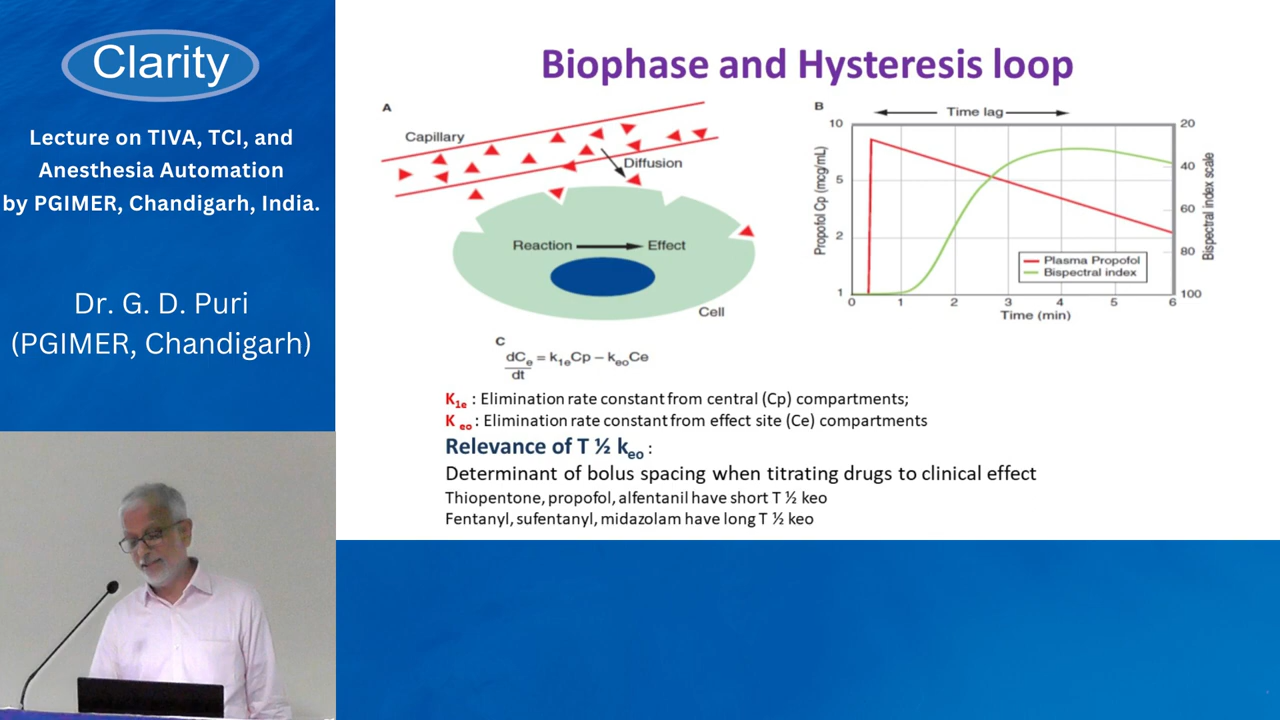 Clarity
Lecture on TIVA, TCI, and
Anesthesia Automation
by PGIMER, Chandigarh, India.
Dr. G. D. Puri
(PGIMER, Chandigarh)
Biophase and Hysteresis loop
A
Capillary
Diffusion
Reaction
Effect
Cell
B
Time lag
10
5
2
1
Propofol Cp (mcg/mL)
20
40
60
80
100
Bispectral index scale
Plasma Propofol
Bispectral index
0 1 2 3 4 5 6
Time (min)
C
dCe/dt = k1eCp – keoCe
K1e : Elimination rate constant from central (Cp) compartments;
K eo : Elimination rate constant from effect site (Ce) compartments
Relevance of T ½ keo :
Determinant of bolus spacing when titrating drugs to clinical effect
Thiopentone, propofol, alfentanil have short T ½ keo
Fentanyl, sufentanyl, midazolam have long T ½ keo